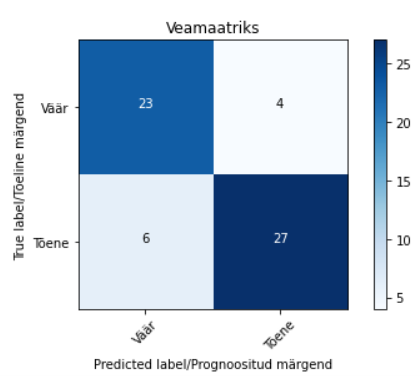 Veamaatriks
True label/Tõeline märgend
Väär
23
4
Tõene
6
27
Väär
Tõene
Predicted label/Prognoositud märgend
25
20
15
10
5